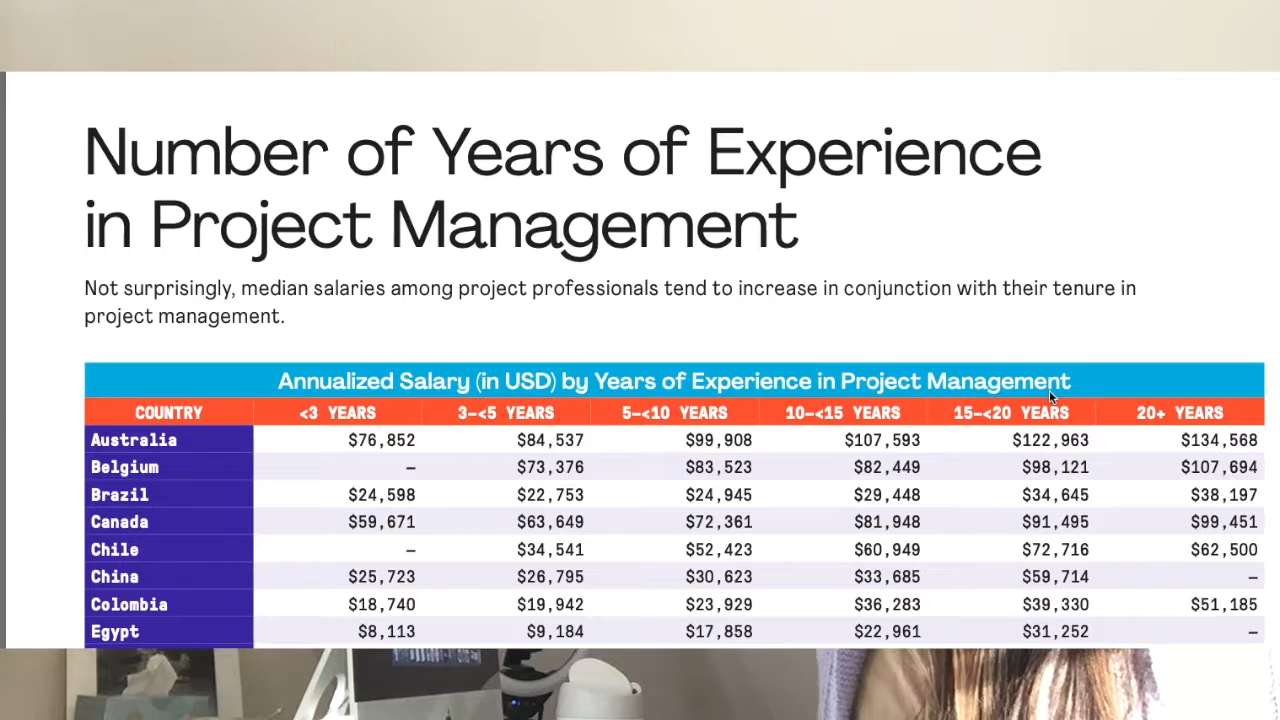 Number of Years of Experience
in Project Management
Not surprisingly, median salaries among project professionals tend to increase in conjunction with their tenure in
project management.
Annualized Salary (in USD) by Years of Experience in Project Management
COUNTRY <3 YEARS 3–<5 YEARS 5–<10 YEARS 10–<15 YEARS 15–<20 YEARS 20+ YEARS
Australia $76,852 $84,537 $99,908 $107,593 $122,963 $134,568
Belgium – $73,376 $83,523 $82,449 $98,121 $107,694
Brazil $24,598 $22,753 $24,945 $29,448 $34,645 $38,197
Canada $59,671 $63,649 $72,361 $81,948 $91,495 $99,451
Chile – $34,541 $52,423 $60,949 $72,716 $62,500
China $25,723 $26,795 $30,623 $33,685 $59,714 –
Colombia $18,740 $19,942 $23,929 $36,283 $39,330 $51,185
Egypt $8,113 $9,184 $17,858 $22,961 $31,252 –